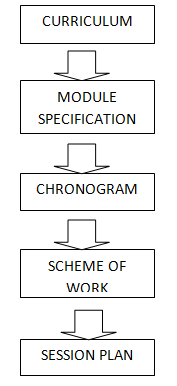 CURRICULUM
MODULE
SPECIFICATION
CHRONOGRAM
SCHEME OF
WORK
SESSION PLAN